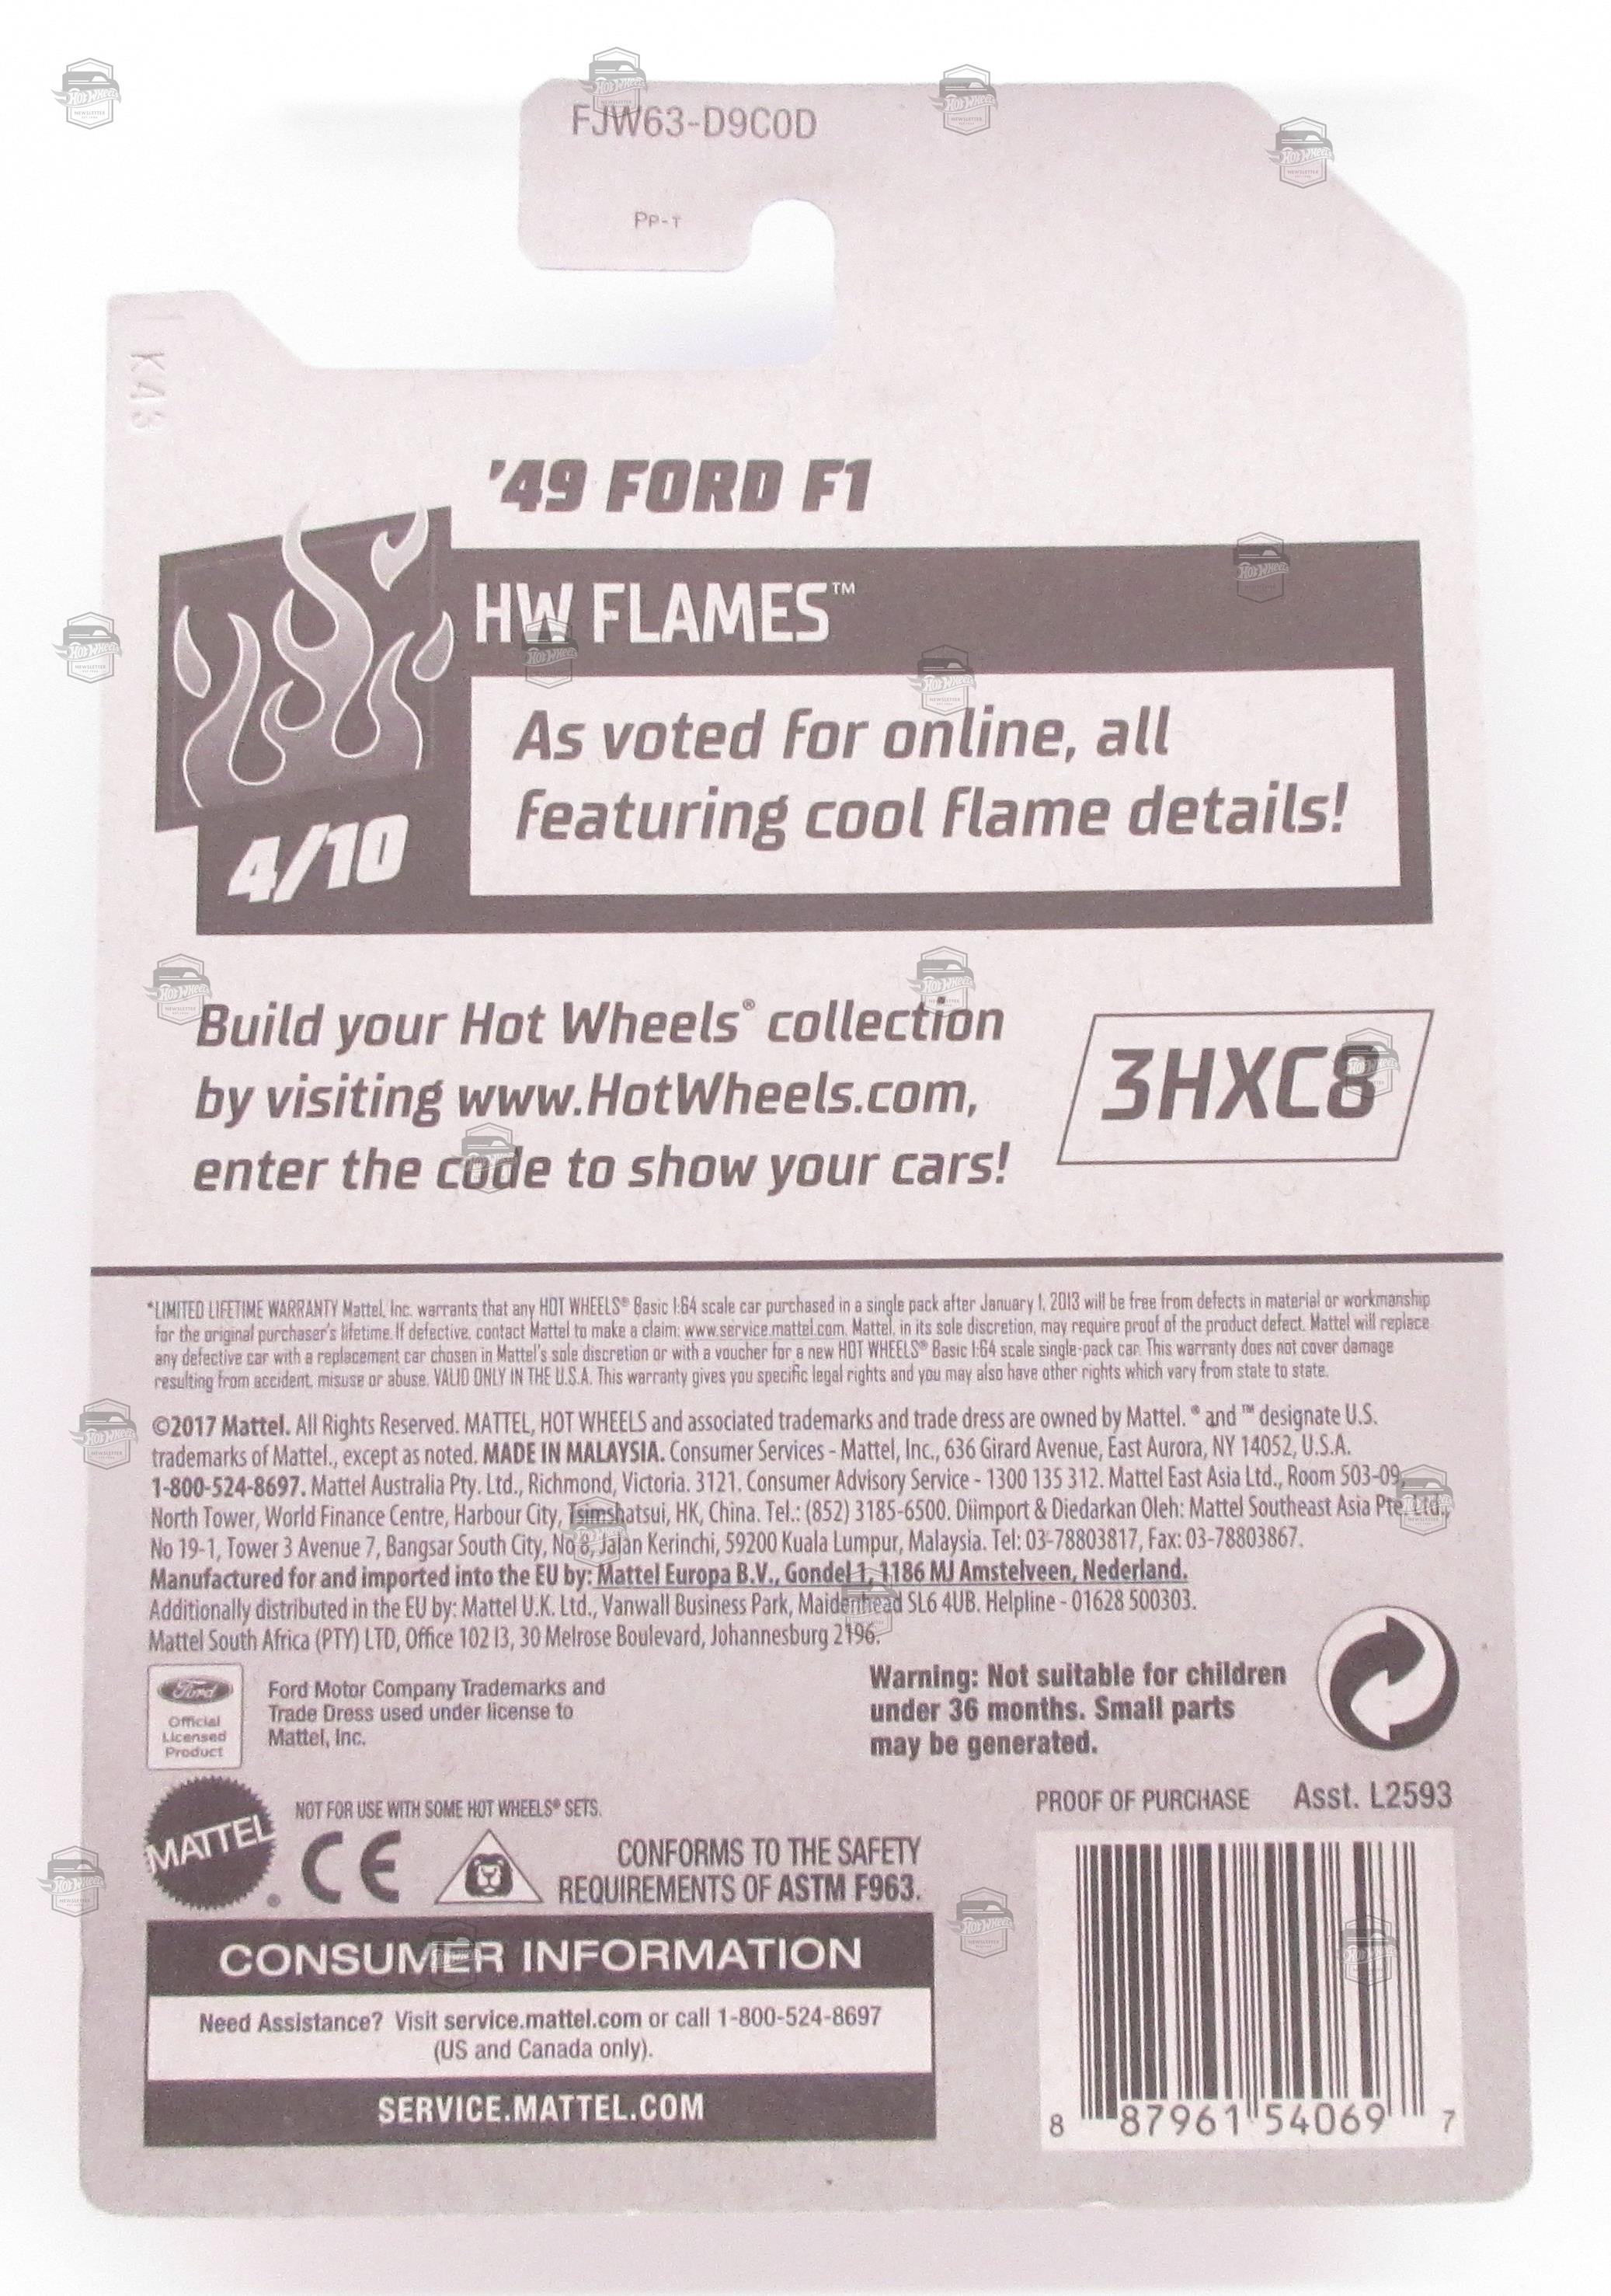 FJW63-D9C0D
PP-T
K43
'49 FORD F1
HW FLAMES™
As voted for online, all
featuring cool flame details!
4/10
Build your Hot Wheels® collection
by visiting www.HotWheels.com,
enter the code to show your cars!
3HXC8
*LIMITED LIFETIME WARRANTY Mattel, Inc. warrants that any HOT WHEELS® Basic 1:64 scale car purchased in a single pack after January 1, 2013 will be free from defects in material or workmanship
for the original purchaser's lifetime. If defective, contact Mattel to make a claim: www.service.mattel.com. Mattel, in its sole discretion, may require proof of the product defect. Mattel will replace
any defective car with a replacement car chosen in Mattel's sole discretion or with a voucher for a new HOT WHEELS® Basic 1:64 scale single-pack car. This warranty does not cover damage
resulting from accident, misuse or abuse. VALID ONLY IN THE U.S.A. This warranty gives you specific legal rights and you may also have other rights which vary from state to state.
©2017 Mattel. All Rights Reserved. MATTEL, HOT WHEELS and associated trademarks and trade dress are owned by Mattel. ® and ™ designate U.S.
trademarks of Mattel., except as noted. MADE IN MALAYSIA. Consumer Services - Mattel, Inc., 636 Girard Avenue, East Aurora, NY 14052, U.S.A.
1-800-524-8697. Mattel Australia Pty. Ltd., Richmond, Victoria. 3121. Consumer Advisory Service - 1300 135 312. Mattel East Asia Ltd., Room 503-09,
North Tower, World Finance Centre, Harbour City, Tsimshatsui, HK, China. Tel.: (852) 3185-6500. Diimport & Diedarkan Oleh: Mattel Southeast Asia Pte. Ltd.,
No 19-1, Tower 3 Avenue 7, Bangsar South City, No 8, Jalan Kerinchi, 59200 Kuala Lumpur, Malaysia. Tel: 03-78803817, Fax: 03-78803867.
Manufactured for and imported into the EU by: Mattel Europa B.V., Gondel 1, 1186 MJ Amstelveen, Nederland.
Additionally distributed in the EU by: Mattel U.K. Ltd., Vanwall Business Park, Maidenhead SL6 4UB. Helpline - 01628 500303.
Mattel South Africa (PTY) LTD, Office 102 I3, 30 Melrose Boulevard, Johannesburg 2196.
Ford
Official
Licensed
Product
Ford Motor Company Trademarks and
Trade Dress used under license to
Mattel, Inc.
Warning: Not suitable for children
under 36 months. Small parts
may be generated.
MATTEL
NOT FOR USE WITH SOME HOT WHEELS® SETS.
CE
CONFORMS TO THE SAFETY
REQUIREMENTS OF ASTM F963.
PROOF OF PURCHASE Asst. L2593
CONSUMER INFORMATION
Need Assistance? Visit service.mattel.com or call 1-800-524-8697
(US and Canada only).
SERVICE.MATTEL.COM
8 87961 54069 7